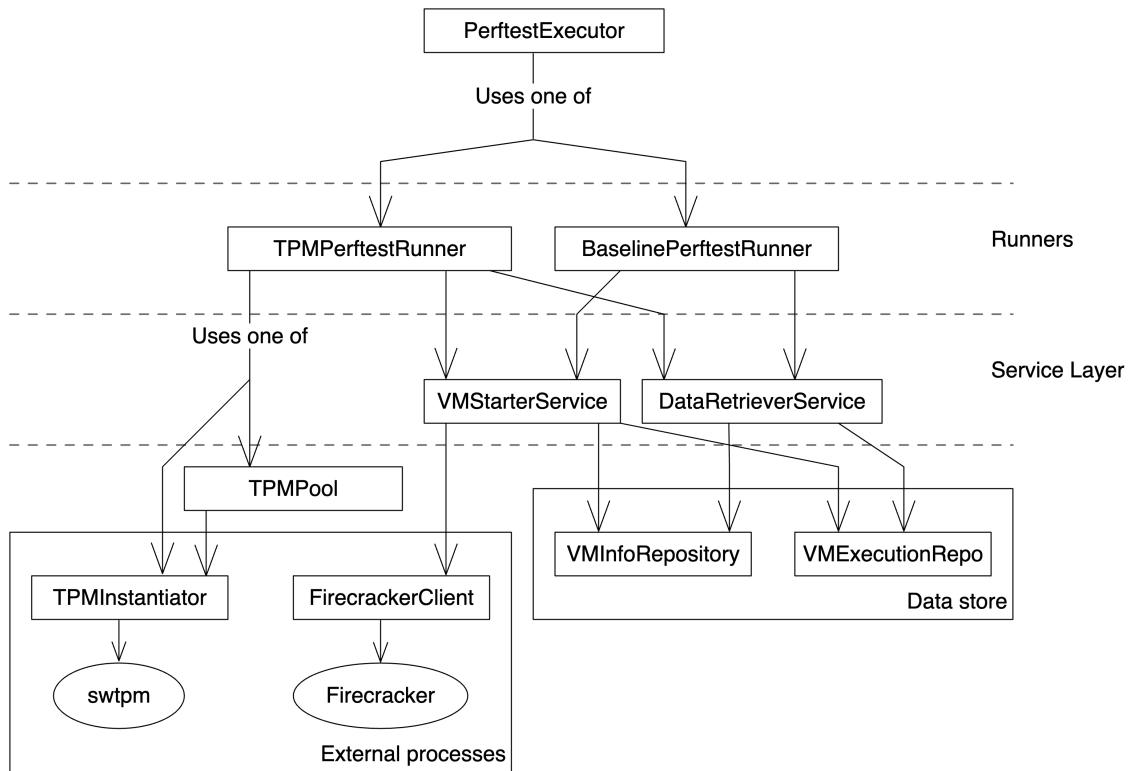 PerftestExecutor
Uses one of
TPMPerftestRunner
BaselinePerftestRunner
Runners
Uses one of
Service Layer
VMStarterService
DataRetrieverService
TPMPool
VMInfoRepository
VMExecutionRepo
TPMInstantiator
FirecrackerClient
Data store
swtpm
Firecracker
External processes